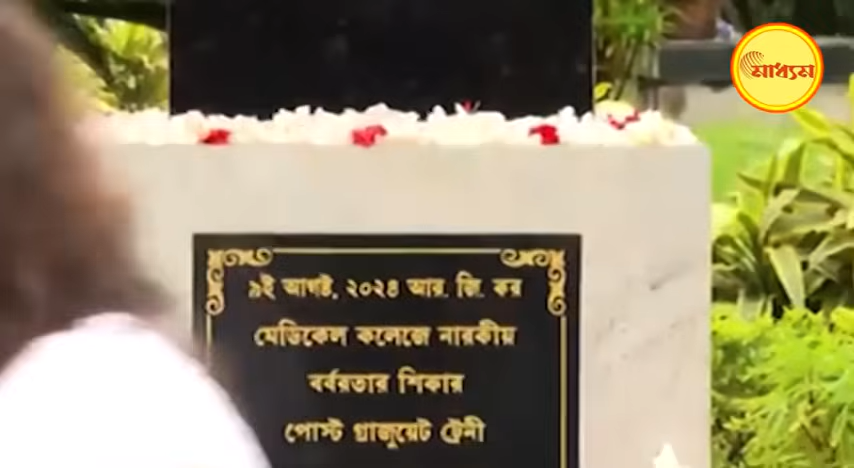 মাধ্যম
৯ই আগষ্ট, ২০২৪ আর. জি. কর
মেডিকেল কলেজে নারকীয়
বর্বরতার শিকার
পোস্ট গ্রাজুয়েট ট্রেনী